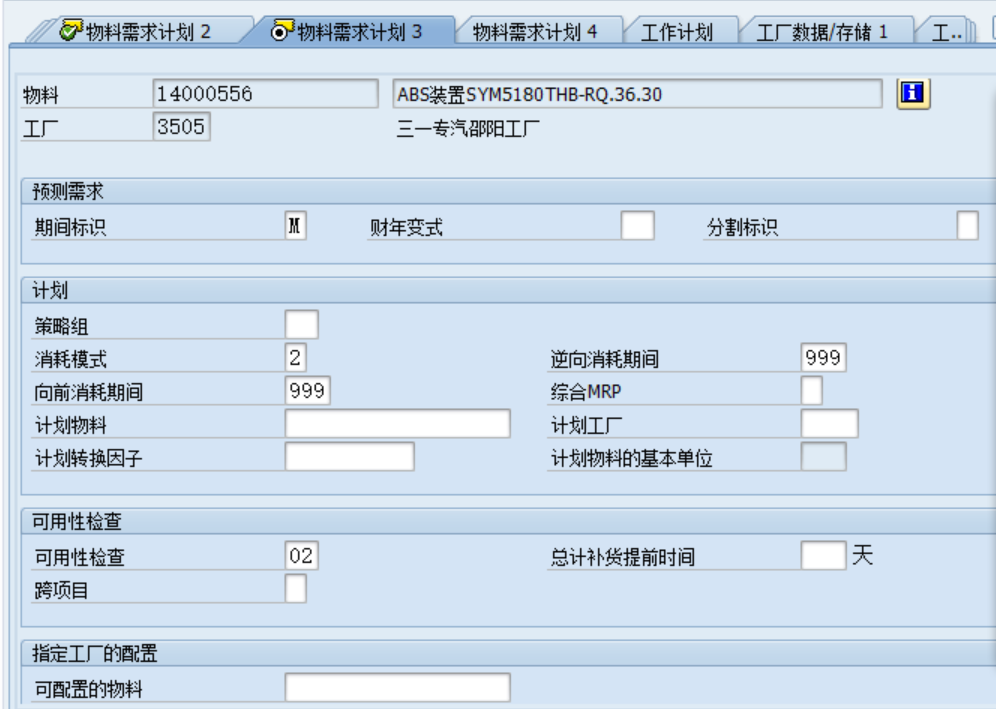 物料需求计划 2 物料需求计划 3 物料需求计划 4 工作计划 工厂数据/存储 1 工..
物料 14000556 ABS装置SYM5180THB-RQ.36.30
工厂 3505 三一专汽邵阳工厂
预测需求
期间标识 M 财年变式 分割标识
计划
策略组
消耗模式 2 逆向消耗期间 999
向前消耗期间 999 综合MRP
计划物料 计划工厂
计划转换因子 计划物料的基本单位
可用性检查
可用性检查 02 总计补货提前时间 天
跨项目
指定工厂的配置
可配置的物料